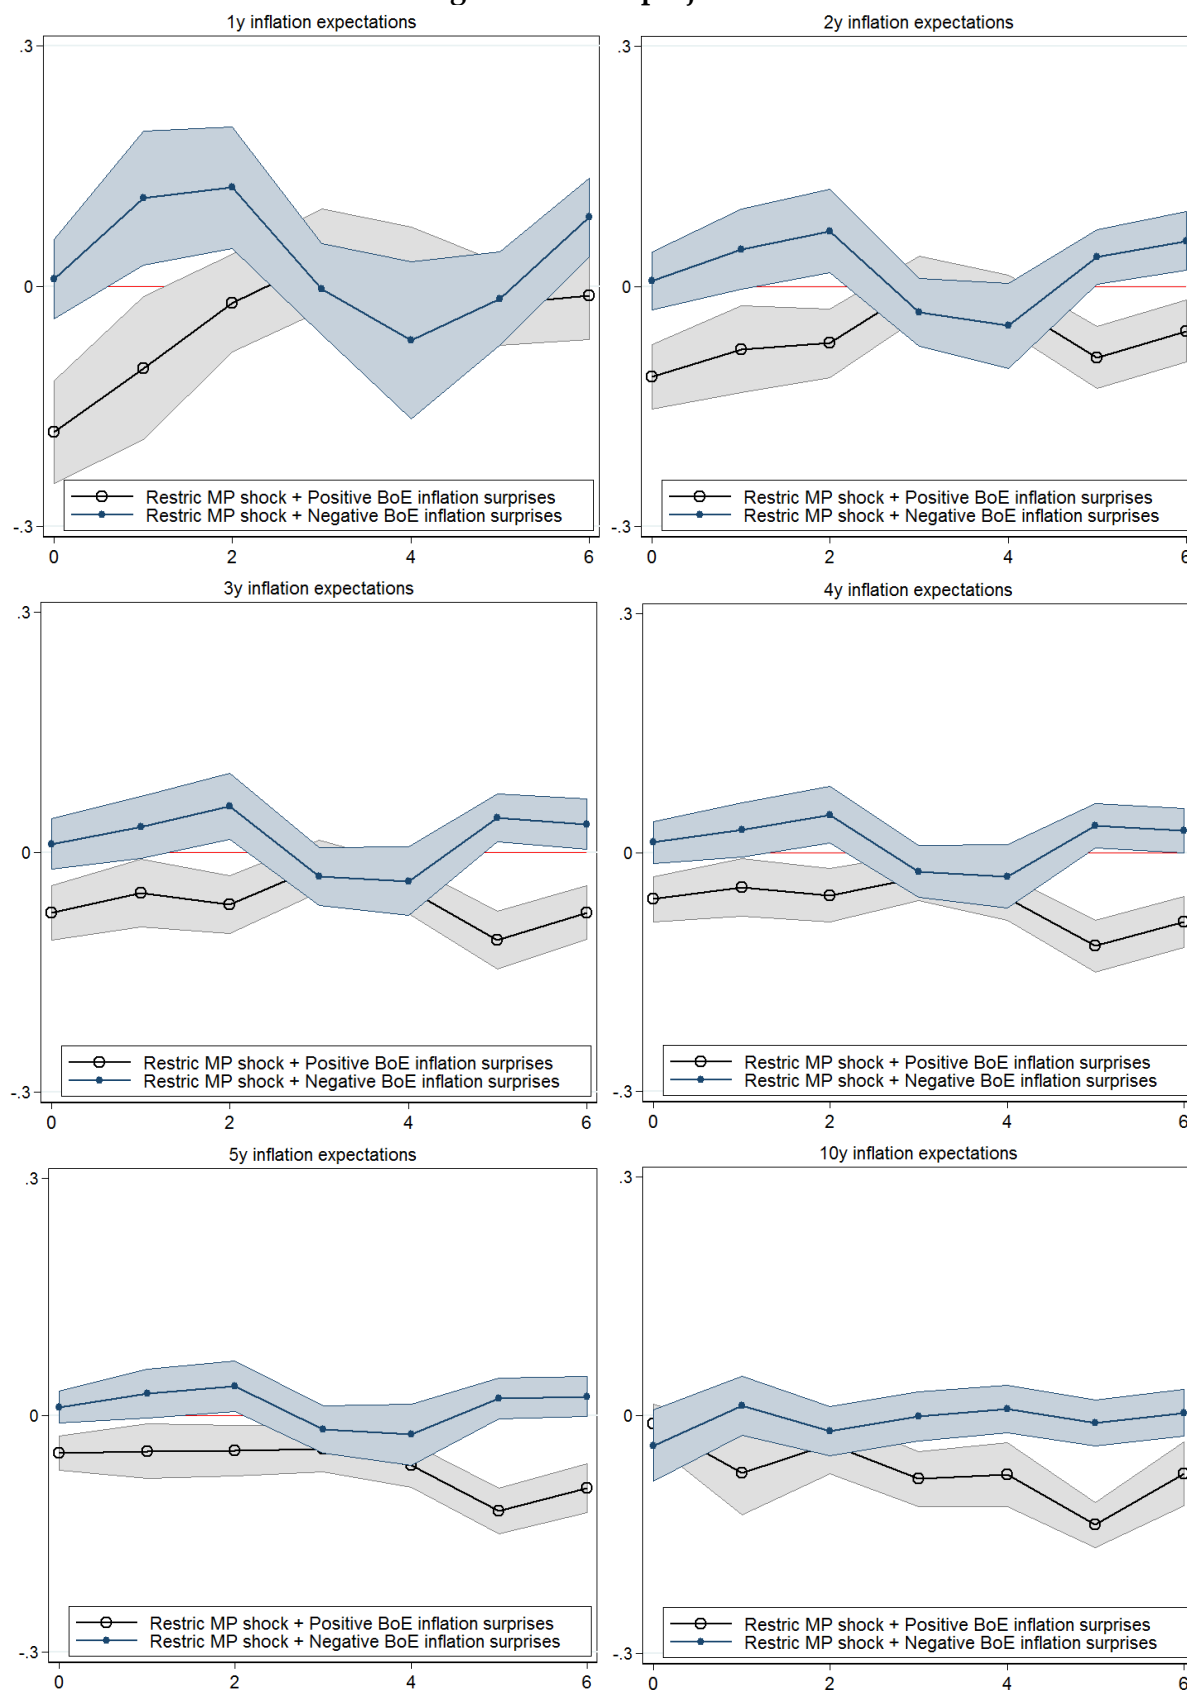 1y inflation expectations
.3
0
-.3
Restric MP shock + Positive BoE inflation surprises
Restric MP shock + Negative BoE inflation surprises
0 2 4 6
2y inflation expectations
.3
0
-.3
Restric MP shock + Positive BoE inflation surprises
Restric MP shock + Negative BoE inflation surprises
0 2 4 6
3y inflation expectations
.3
0
-.3
Restric MP shock + Positive BoE inflation surprises
Restric MP shock + Negative BoE inflation surprises
0 2 4 6
4y inflation expectations
.3
0
-.3
Restric MP shock + Positive BoE inflation surprises
Restric MP shock + Negative BoE inflation surprises
0 2 4 6
5y inflation expectations
.3
0
-.3
Restric MP shock + Positive BoE inflation surprises
Restric MP shock + Negative BoE inflation surprises
0 2 4 6
10y inflation expectations
.3
0
-.3
Restric MP shock + Positive BoE inflation surprises
Restric MP shock + Negative BoE inflation surprises
0 2 4 6